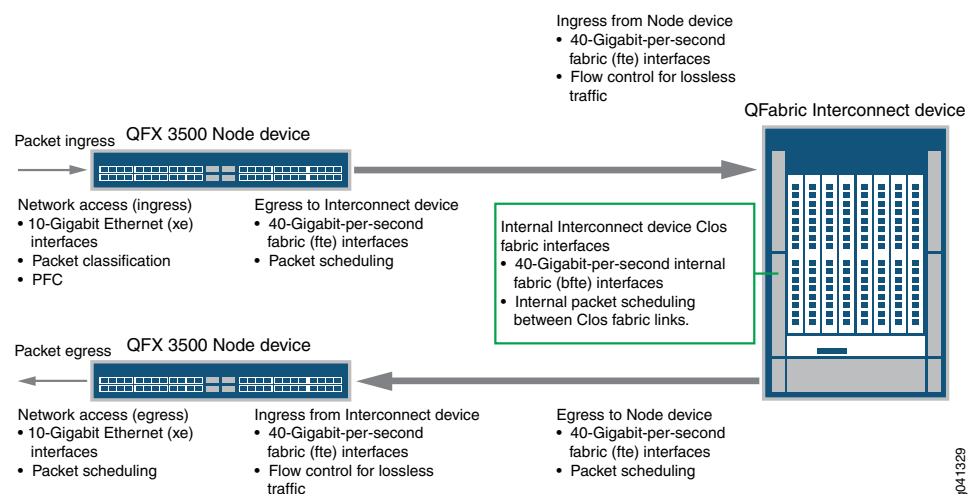 Ingress from Node device
• 40-Gigabit-per-second
fabric (fte) interfaces
• Flow control for lossless
traffic
QFabric Interconnect device
Packet ingress
QFX 3500 Node device
Network access (ingress)
• 10-Gigabit Ethernet (xe)
interfaces
• Packet classification
• PFC
Egress to Interconnect device
• 40-Gigabit-per-second
fabric (fte) interfaces
• Packet scheduling
Internal Interconnect device Clos
fabric interfaces
• 40-Gigabit-per-second internal
fabric (bfte) interfaces
• Internal packet scheduling
between Clos fabric links.
Packet egress
QFX 3500 Node device
Network access (egress)
• 10-Gigabit Ethernet (xe)
interfaces
• Packet scheduling
Ingress from Interconnect device
• 40-Gigabit-per-second
fabric (fte) interfaces
• Flow control for lossless
traffic
Egress to Node device
• 40-Gigabit-per-second
fabric (fte) interfaces
• Packet scheduling
g041329